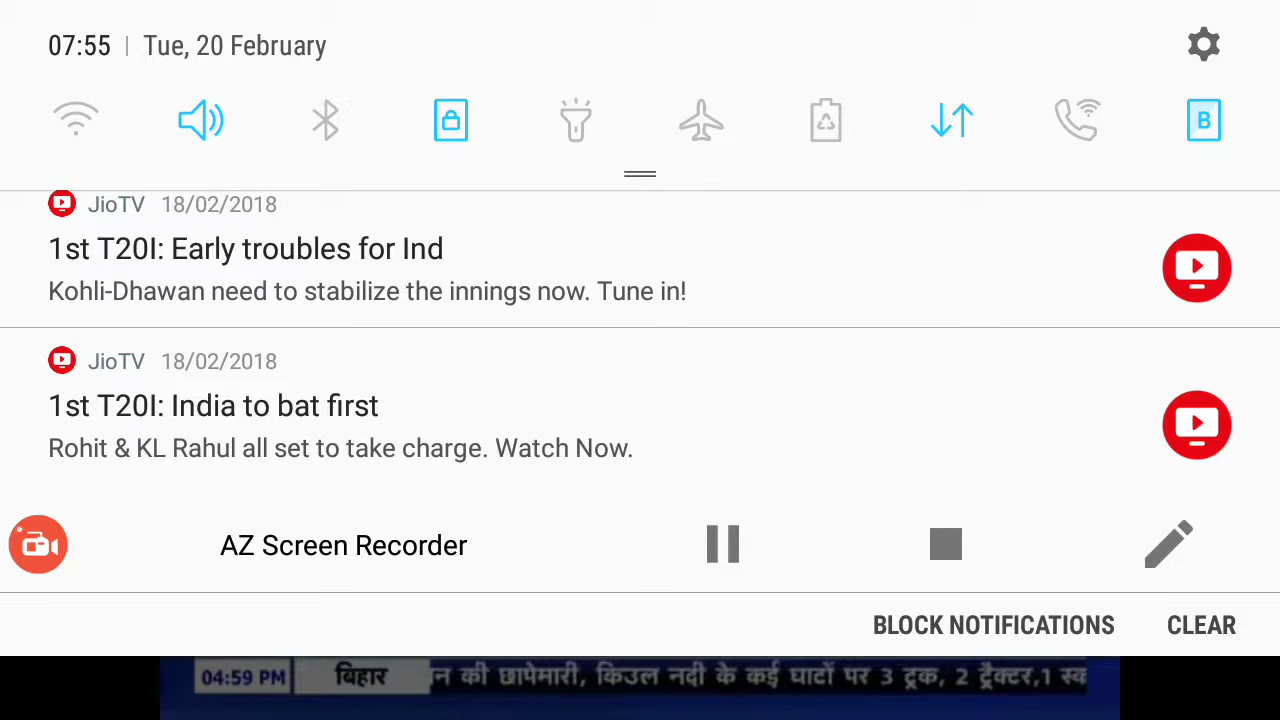 07:55 | Tue, 20 February
B
JioTV 18/02/2018
1st T20I: Early troubles for Ind
Kohli-Dhawan need to stabilize the innings now. Tune in!
JioTV 18/02/2018
1st T20I: India to bat first
Rohit & KL Rahul all set to take charge. Watch Now.
AZ Screen Recorder
BLOCK NOTIFICATIONS CLEAR
04:59 PM बिहार न की छापेमारी, किउल नदी के कई घाटों पर 3 ट्रक, 2 ट्रैक्टर,1